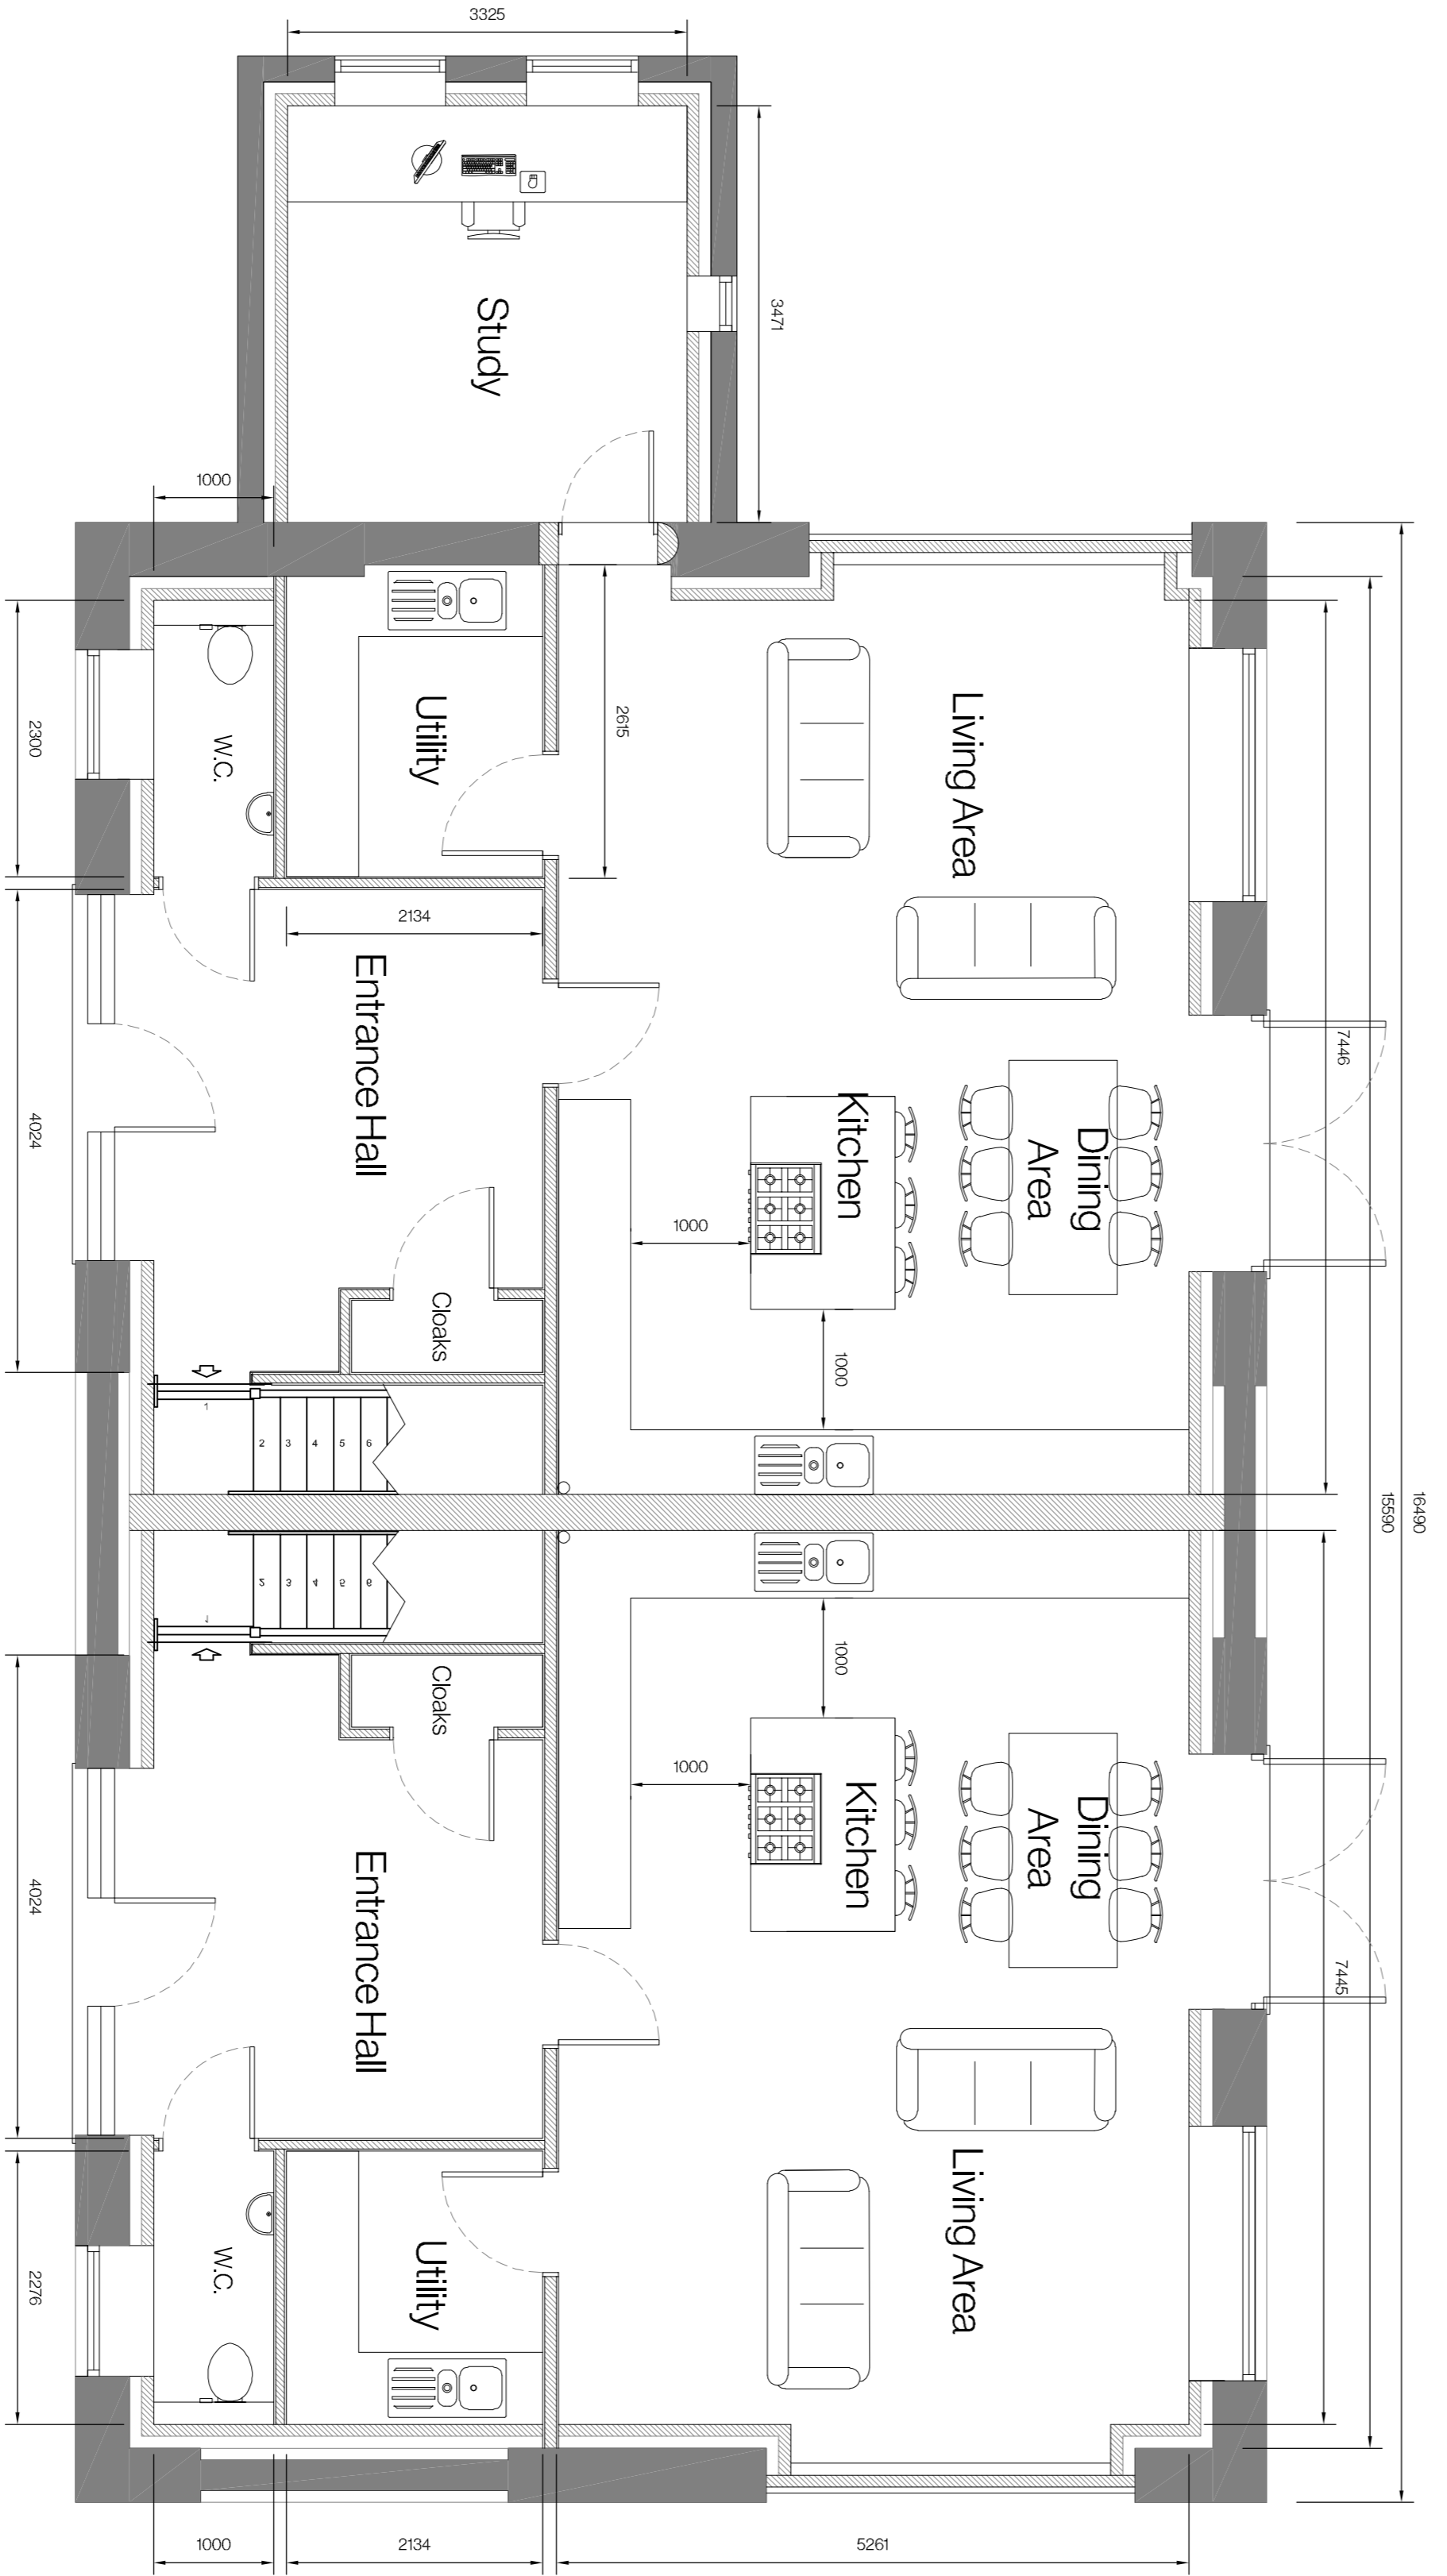 3325
3471
Study
1000
2300
2615
W.C.
Utility
Living Area
2134
Entrance Hall
4024
7446
16490
15590
Kitchen
Dining
Area
1000
1000
Cloaks
1
2
3
4
5
6
1
2
3
4
5
6
Cloaks
1000
1000
Kitchen
Dining
Area
Entrance Hall
4024
7445
Living Area
W.C.
Utility
2276
1000
2134
5261